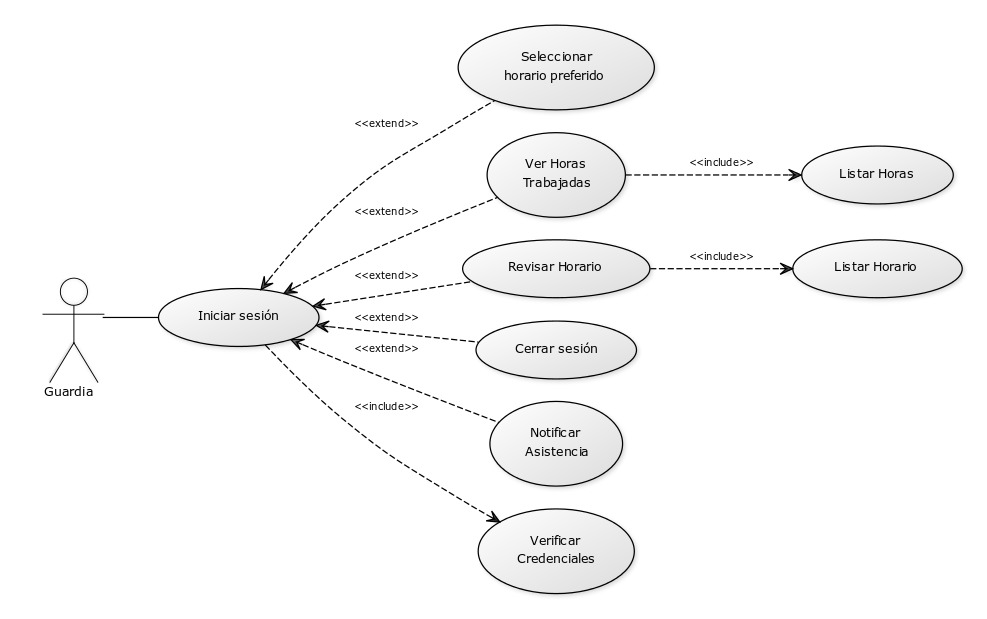 Seleccionar
horario preferido
<<extend>>
Ver Horas
Trabajadas
<<include>>
Listar Horas
<<extend>>
Revisar Horario
<<include>>
Listar Horario
<<extend>>
Iniciar sesión
<<extend>>
Cerrar sesión
<<extend>>
Guardia
<<include>>
Notificar
Asistencia
Verificar
Credenciales